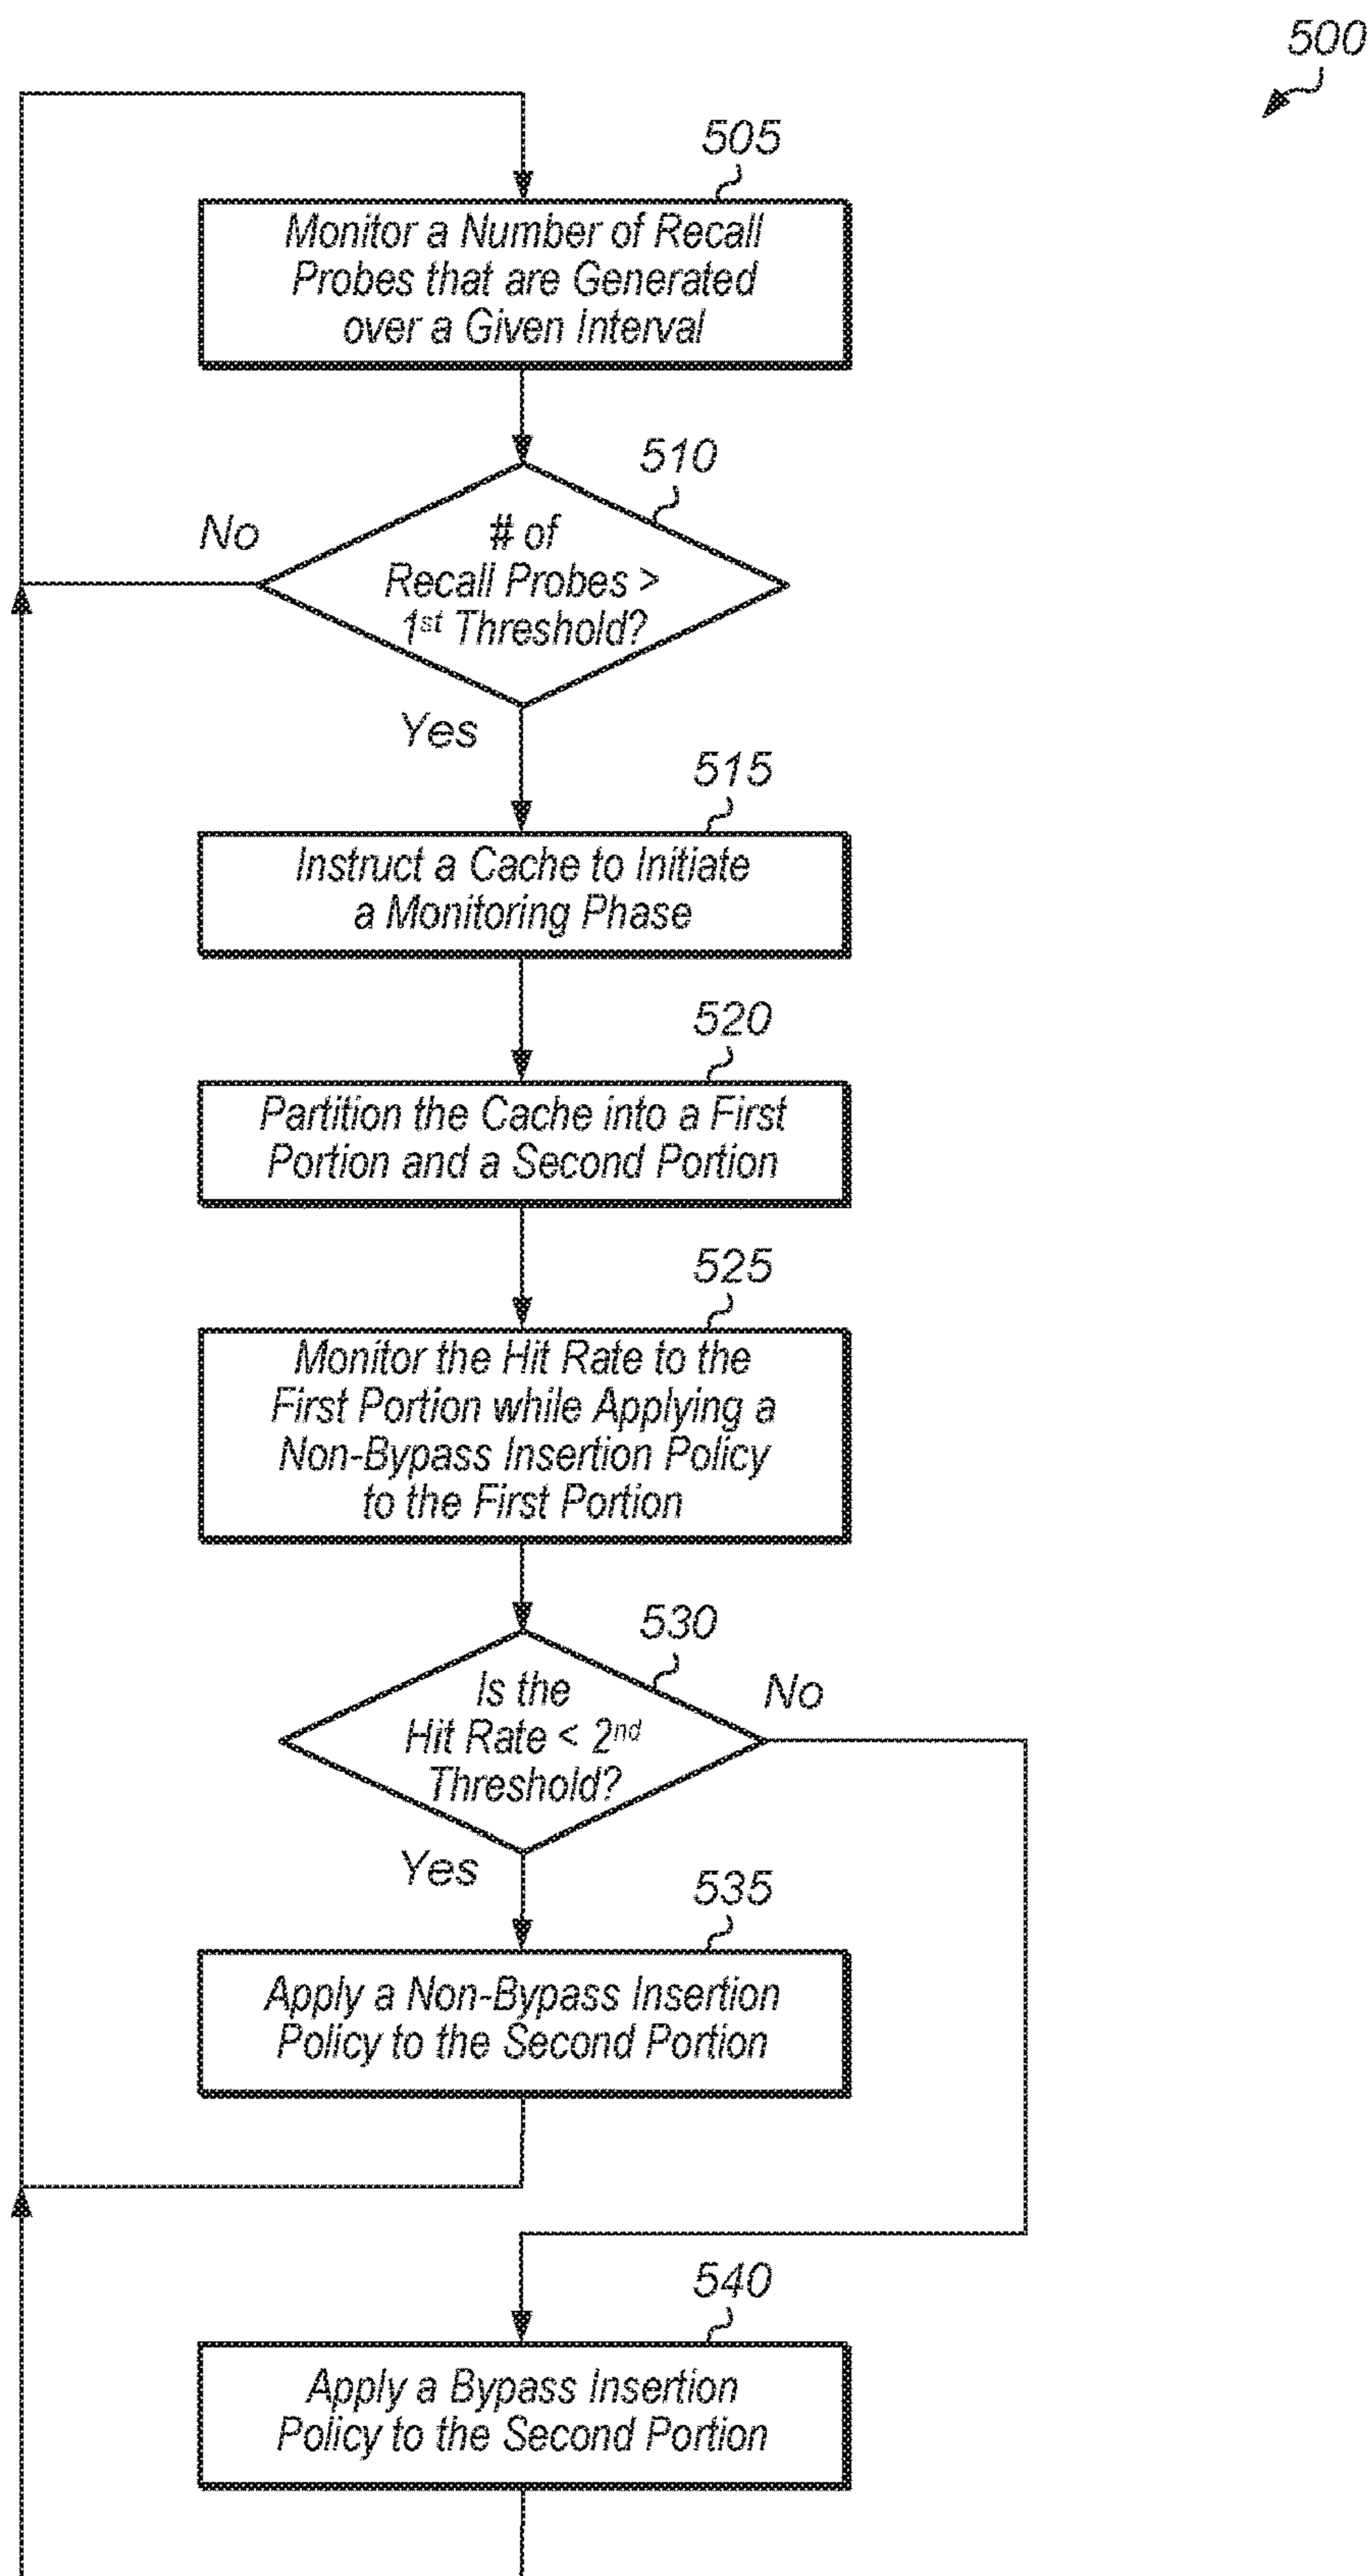 500
505
Monitor a Number of Recall
Probes that are Generated
over a Given Interval
510
# of
Recall Probes >
1st Threshold?
No
Yes
515
Instruct a Cache to Initiate
a Monitoring Phase
520
Partition the Cache into a First
Portion and a Second Portion
525
Monitor the Hit Rate to the
First Portion while Applying a
Non-Bypass Insertion Policy
to the First Portion
530
Is the
Hit Rate < 2nd
Threshold?
No
Yes
535
Apply a Non-Bypass Insertion
Policy to the Second Portion
540
Apply a Bypass Insertion
Policy to the Second Portion